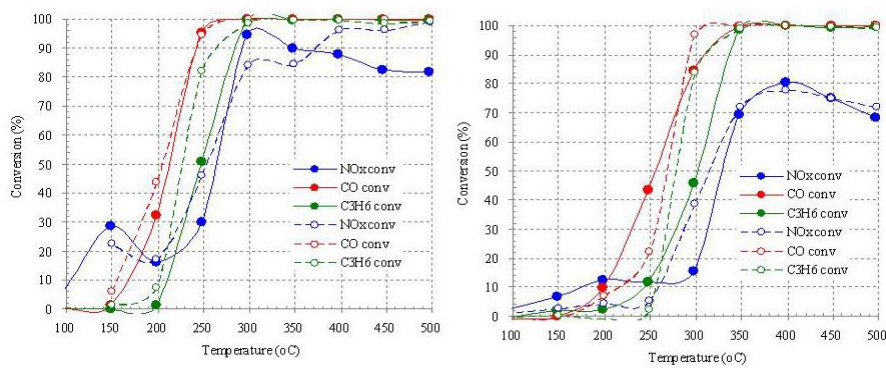 100
90
80
70
60
50
40
30
20
10
0
Conversion (%)
100 150 200 250 300 350 400 450 500
Temperature (oC)
NOxconv
CO conv
C3H6 conv
NOxconv
CO conv
C3H6 conv
100
90
80
70
60
50
40
30
20
10
0
Conversion (%)
100 150 200 250 300 350 400 450 500
Temperature (oC)
NOxconv
CO conv
C3H6 conv
NOxconv
CO conv
C3H6 conv